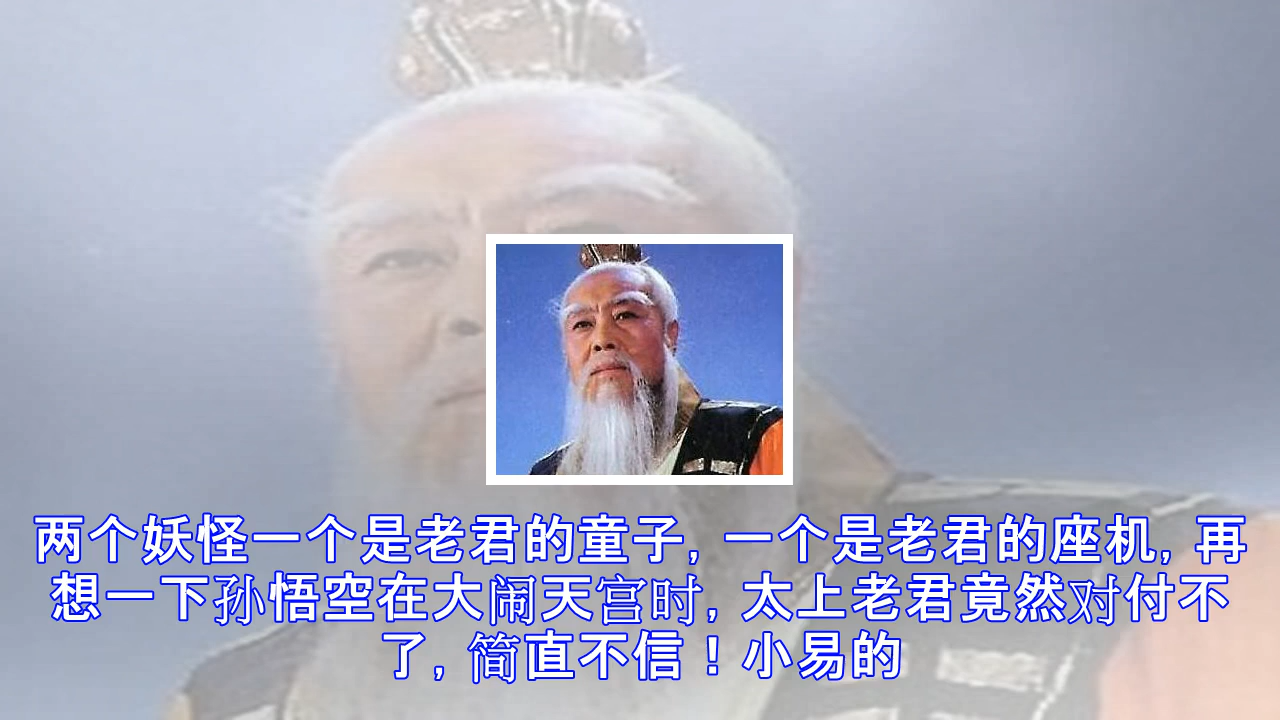 两个妖怪一个是老君的童子, 一个是老君的座机, 再
想一下孙悟空在大闹天宫时, 太上老君竟然对付不
了, 简直不信！小易的